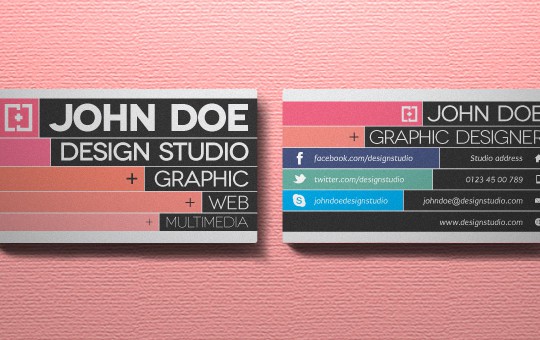 JOHN DOE
DESIGN STUDIO
+ GRAPHIC
+ WEB
+ MULTIMEDIA
JOHN DOE
+ GRAPHIC DESIGNER
facebook.com/designstudio Studio address
twitter.com/designstudio 0123 45 00 789
johndoedesignstudio johndoe@designstudio.com
www.designstudio.com